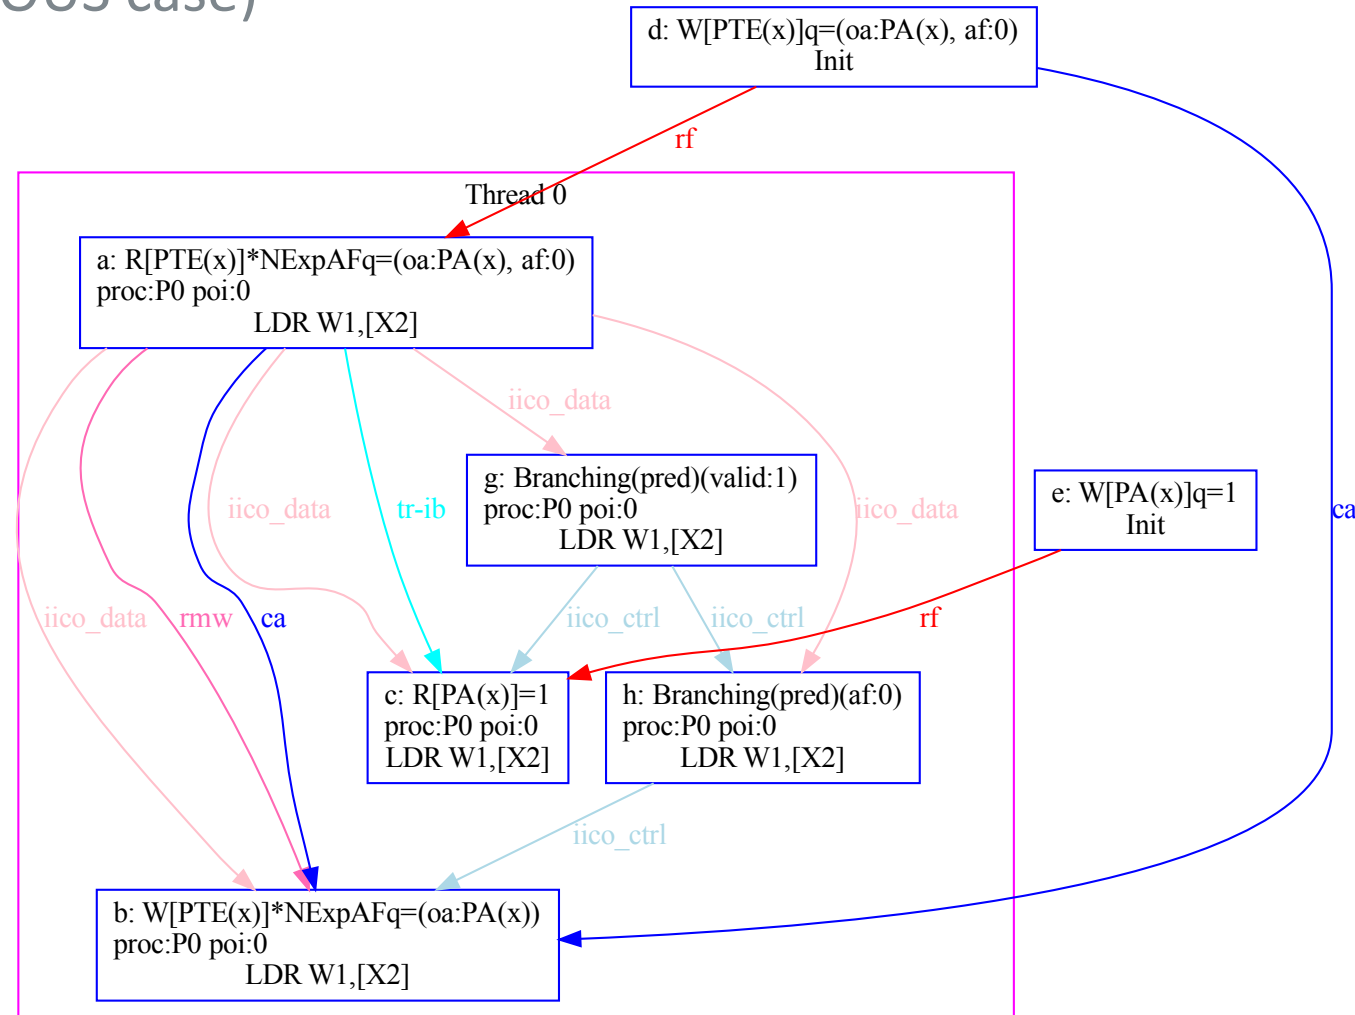 OUS case)
d: W[PTE(x)]q=(oa:PA(x), af:0)
Init
rf
Thread 0
a: R[PTE(x)]*NExpAFq=(oa:PA(x), af:0)
proc:P0 poi:0
LDR W1,[X2]
iico_data
g: Branching(pred)(valid:1)
proc:P0 poi:0
LDR W1,[X2]
e: W[PA(x)]q=1
Init
iico_data
tr-ib
iico_data
ca
iico_data
rmw
ca
iico_ctrl
iico_ctrl
rf
c: R[PA(x)]=1
proc:P0 poi:0
LDR W1,[X2]
h: Branching(pred)(af:0)
proc:P0 poi:0
LDR W1,[X2]
iico_ctrl
b: W[PTE(x)]*NExpAFq=(oa:PA(x))
proc:P0 poi:0
LDR W1,[X2]